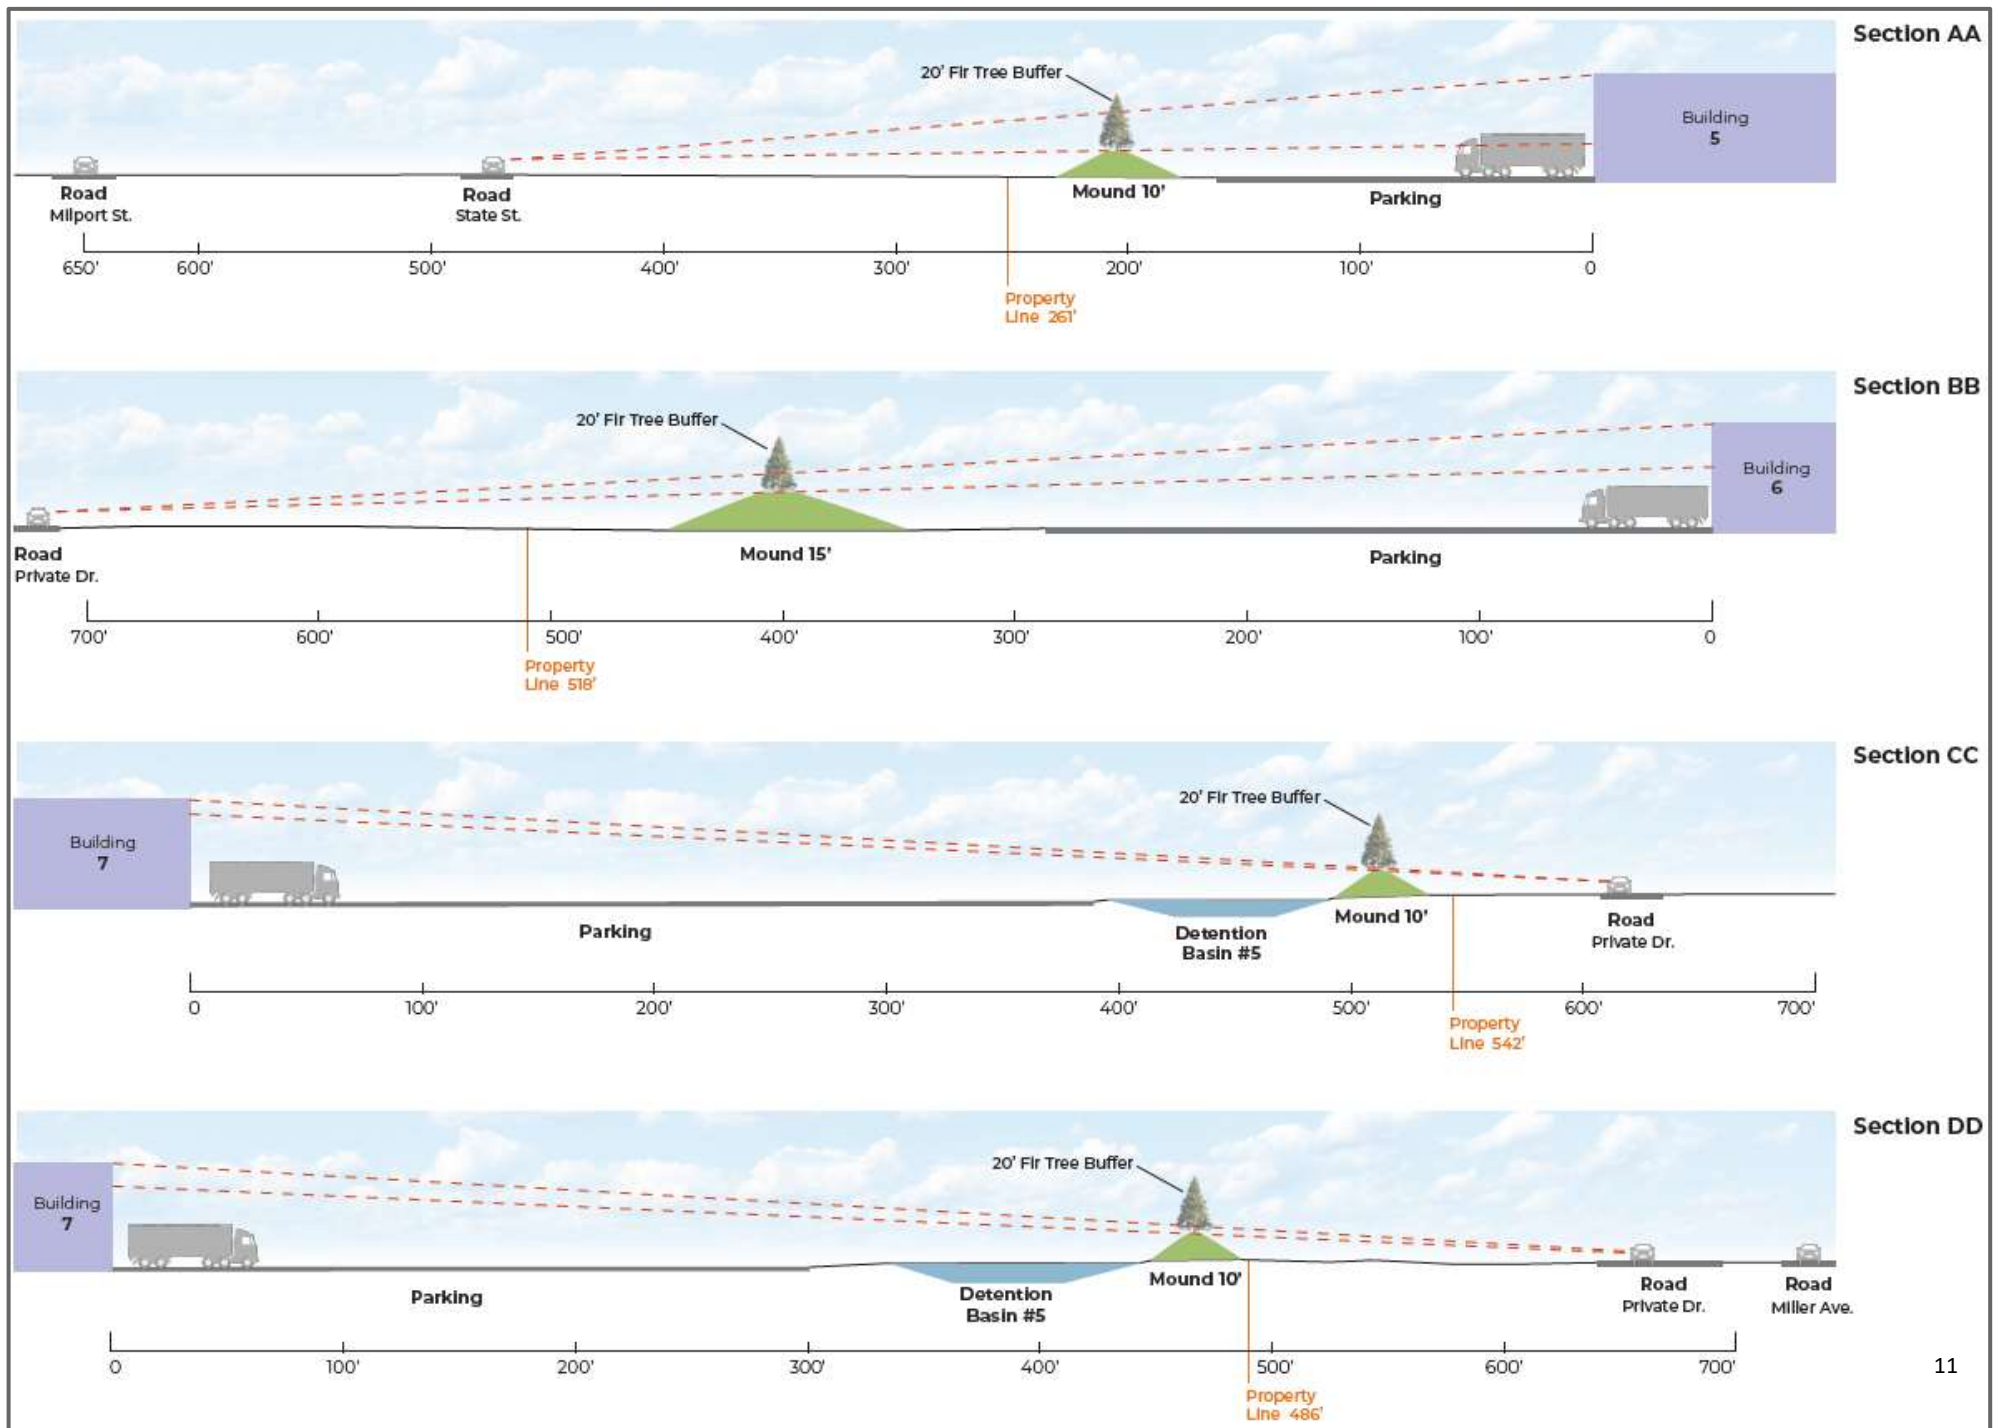 Section AA
20' Fir Tree Buffer
Building
5
Road
Milport St.
Road
State St.
Mound 10'
Parking
650'
600'
500'
400'
300'
200'
100'
0
Property
Line 261'
Section BB
20' Fir Tree Buffer
Building
6
Road
Private Dr.
Mound 15'
Parking
700'
600'
500'
400'
300'
200'
100'
0
Property
Line 518'
Section CC
20' Fir Tree Buffer
Building
7
Parking
Detention
Basin #5
Mound 10'
Road
Private Dr.
0
100'
200'
300'
400'
500'
600'
700'
Property
Line 542'
Section DD
20' Fir Tree Buffer
Building
7
Parking
Detention
Basin #5
Mound 10'
Road
Private Dr.
Road
Miller Ave.
0
100'
200'
300'
400'
500'
600'
700'
Property
Line 486'
11